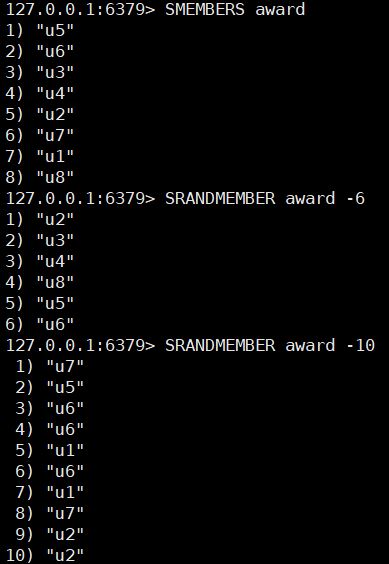 127.0.0.1:6379> SMEMBERS award
1) "u5"
2) "u6"
3) "u3"
4) "u4"
5) "u2"
6) "u7"
7) "u1"
8) "u8"
127.0.0.1:6379> SRANDMEMBER award -6
1) "u2"
2) "u3"
3) "u4"
4) "u8"
5) "u5"
6) "u6"
127.0.0.1:6379> SRANDMEMBER award -10
 1) "u7"
 2) "u5"
 3) "u6"
 4) "u6"
 5) "u1"
 6) "u6"
 7) "u1"
 8) "u7"
 9) "u2"
10) "u2"